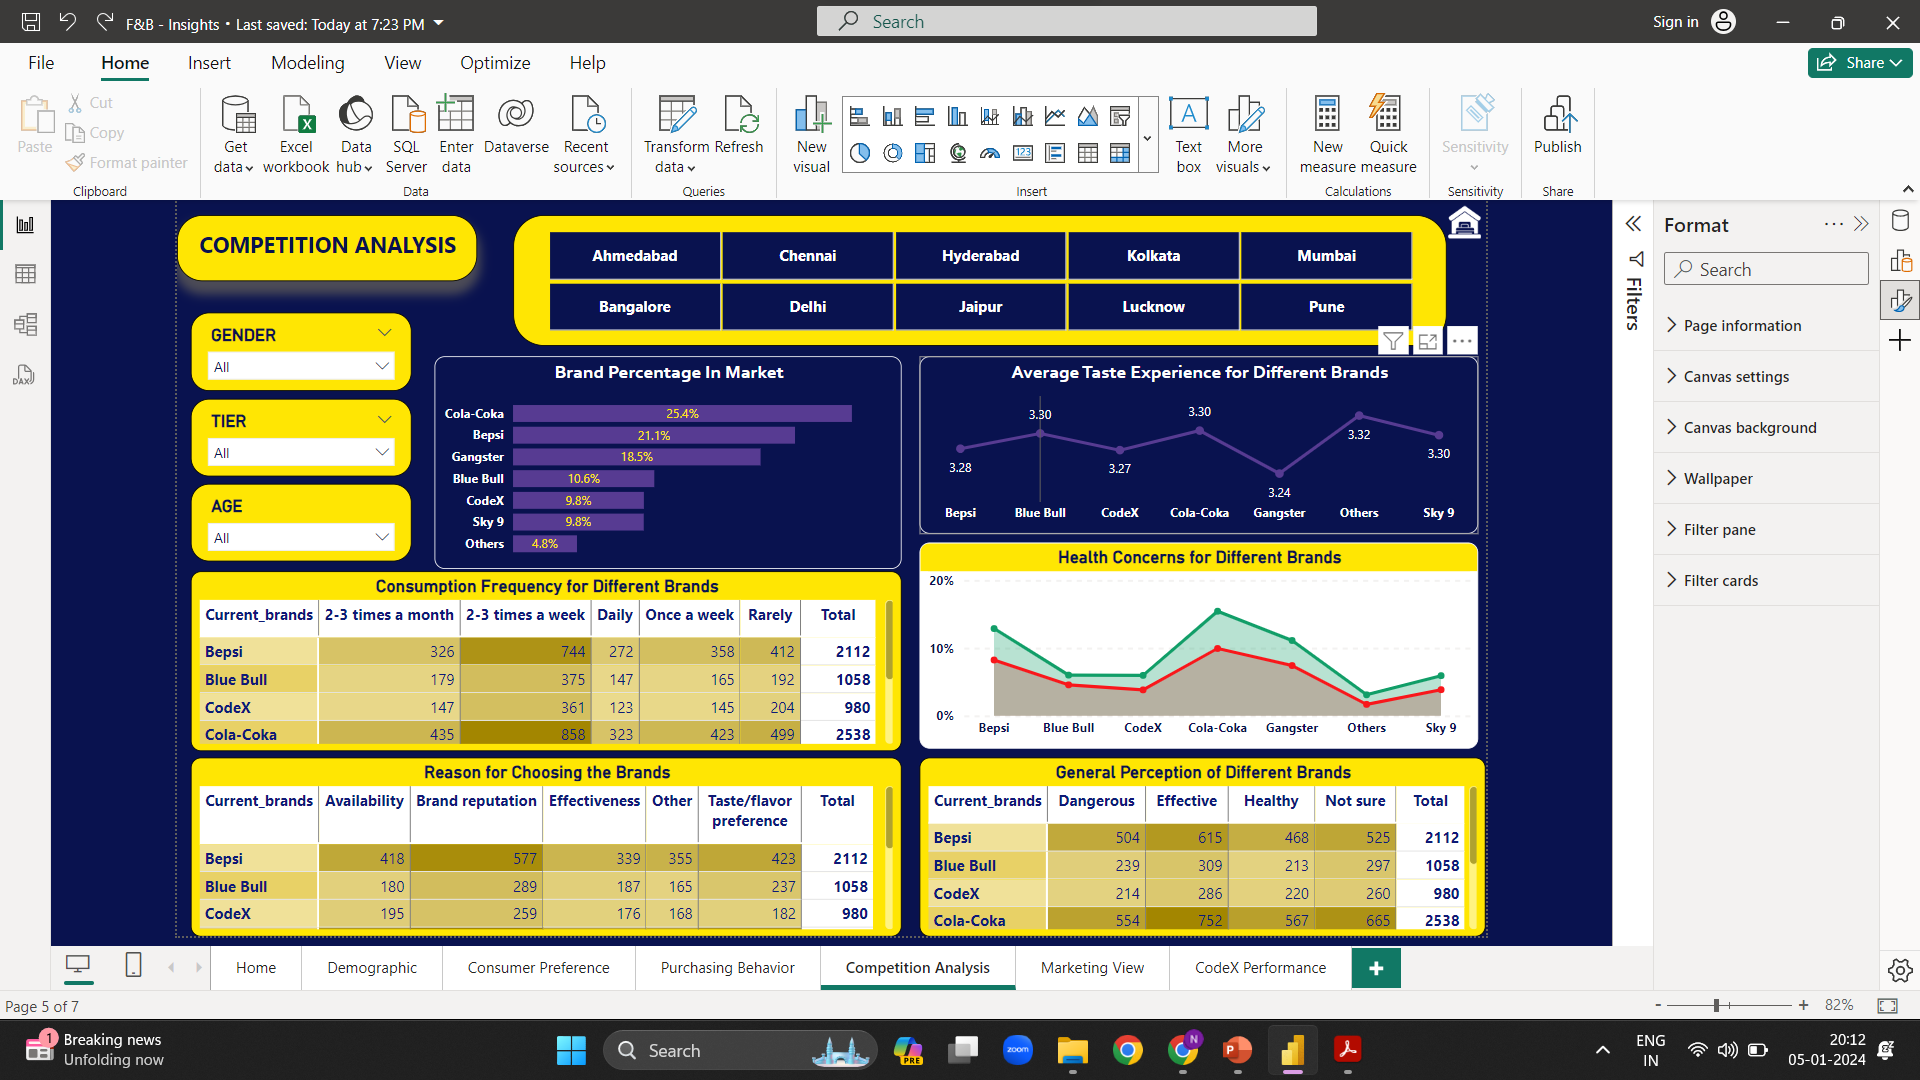 F&B - Insights • Last saved: Today at 7:23 PM
Search
Sign in
File Home Insert Modeling View Optimize Help
Share
Paste
Cut
Copy
Format painter
Clipboard
Get data
Excel workbook
Data hub
SQL Server
Enter data
Dataverse
Recent sources
Data
Transform data
Refresh
Queries
New visual
123
Insert
A
Text box
More visuals
New measure
Quick measure
Calculations
Sensitivity
Sensitivity
Publish
Share
DAX
COMPETITION ANALYSIS
Ahmedabad Chennai Hyderabad Kolkata Mumbai
Bangalore Delhi Jaipur Lucknow Pune
GENDER
All
TIER
All
AGE
All
Brand Percentage In Market
Cola-Coka 25.4%
Bepsi 21.1%
Gangster 18.5%
Blue Bull 10.6%
CodeX 9.8%
Sky 9 9.8%
Others 4.8%
Average Taste Experience for Different Brands
3.28 3.30 3.27 3.30 3.24 3.32 3.30
Bepsi Blue Bull CodeX Cola-Coka Gangster Others Sky 9
Consumption Frequency for Different Brands
Current_brands 2-3 times a month 2-3 times a week Daily Once a week Rarely Total
Bepsi 326 744 272 358 412 2112
Blue Bull 179 375 147 165 192 1058
CodeX 147 361 123 145 204 980
Cola-Coka 435 858 323 423 499 2538
Health Concerns for Different Brands
20%
10%
0%
Bepsi Blue Bull CodeX Cola-Coka Gangster Others Sky 9
Reason for Choosing the Brands
Current_brands Availability Brand reputation Effectiveness Other Taste/flavor preference Total
Bepsi 418 577 339 355 423 2112
Blue Bull 180 289 187 165 237 1058
CodeX 195 259 176 168 182 980
General Perception of Different Brands
Current_brands Dangerous Effective Healthy Not sure Total
Bepsi 504 615 468 525 2112
Blue Bull 239 309 213 297 1058
CodeX 214 286 220 260 980
Cola-Coka 554 752 567 665 2538
Filters
Format
Search
Page information
Canvas settings
Canvas background
Wallpaper
Filter pane
Filter cards
Home Demographic Consumer Preference Purchasing Behavior Competition Analysis Marketing View CodeX Performance
Page 5 of 7
82%
1
Breaking news
Unfolding now
Search
PRE
zoom
N
P
ENG
IN
20:12
05-01-2024